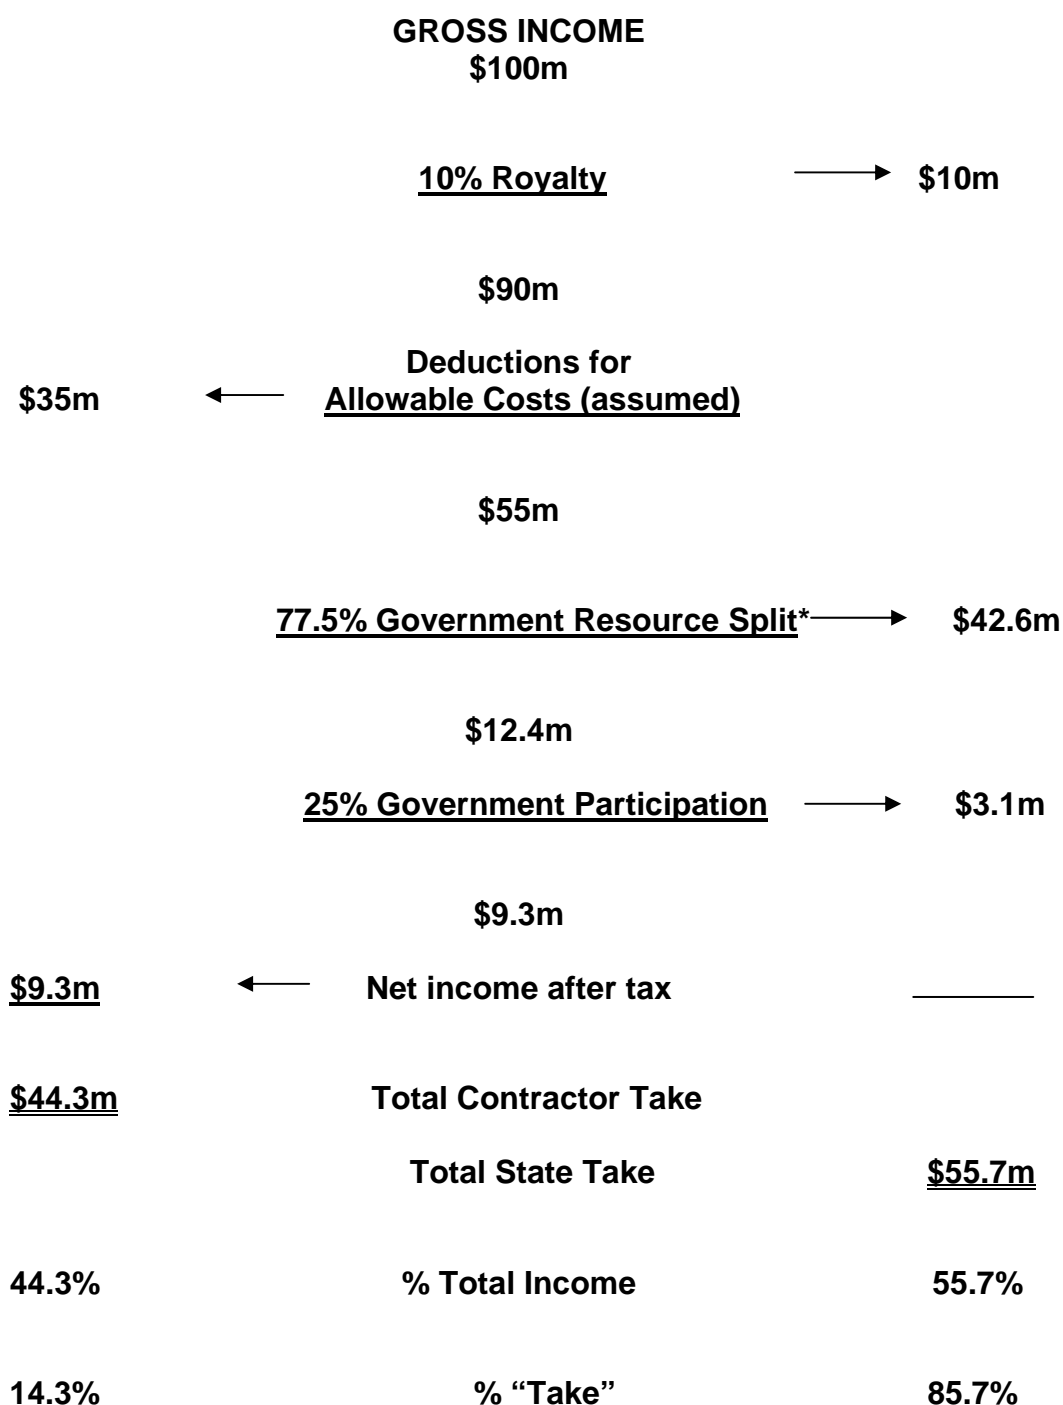 GROSS INCOME
$100m
10% Royalty $10m
$90m
Deductions for
$35m Allowable Costs (assumed)
$55m
77.5% Government Resource Split* $42.6m
$12.4m
25% Government Participation $3.1m
$9.3m
$9.3m Net income after tax
$44.3m Total Contractor Take
Total State Take $55.7m
44.3% % Total Income 55.7%
14.3% % “Take” 85.7%